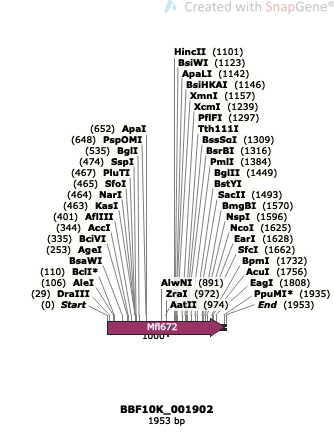 Created with SnapGene®
HincII (1101)
BsiWI (1123)
ApaLI (1142)
BsiHKAI (1146)
XmnI (1157)
XcmI (1239)
PflFI (1297)
(652) ApaI Tth111I
(648) PspOMI BssSαI (1309)
(535) BglI BsrBI (1316)
(474) SspI PmlI (1384)
(467) PluTI BglII (1449)
(465) SfoI BstYI
(464) NarI SacII (1493)
(463) KasI BmgBI (1570)
(401) AflIII NspI (1596)
(344) AccI NcoI (1625)
(335) BciVI EarI (1628)
(253) AgeI SfcI (1662)
BsaWI BpmI (1732)
(110) BclI* AcuI (1756)
(106) AleI AlwNI (891) EagI (1808)
(29) DraIII ZraI (972) PpuMI* (1935)
(0) Start AatII (974) End (1953)
Mfl672
1000
BBF10K_001902
1953 bp